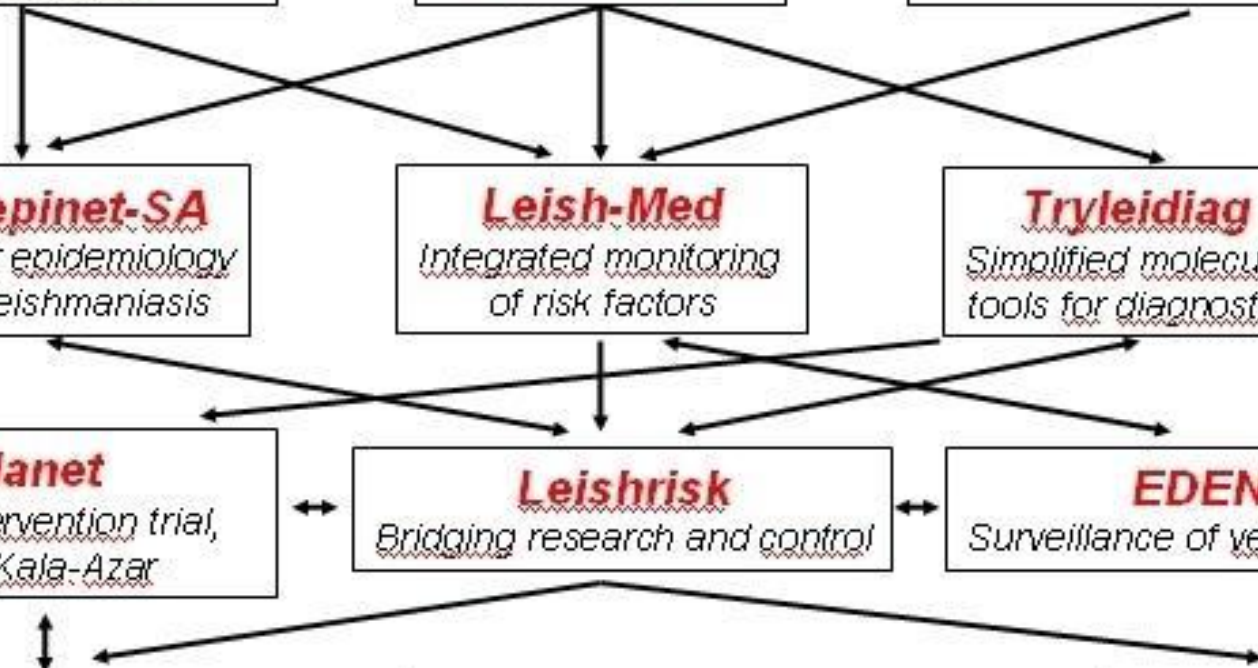 epinet-SA
epidemiology
eishmaniasis
Leish-Med
Integrated monitoring
of risk factors
Tryleidiag
Simplified molecu
tools for diagnost
lanet
ervention trial,
Kala-Azar
Leishrisk
Bridging research and control
EDEN
Surveillance of ve